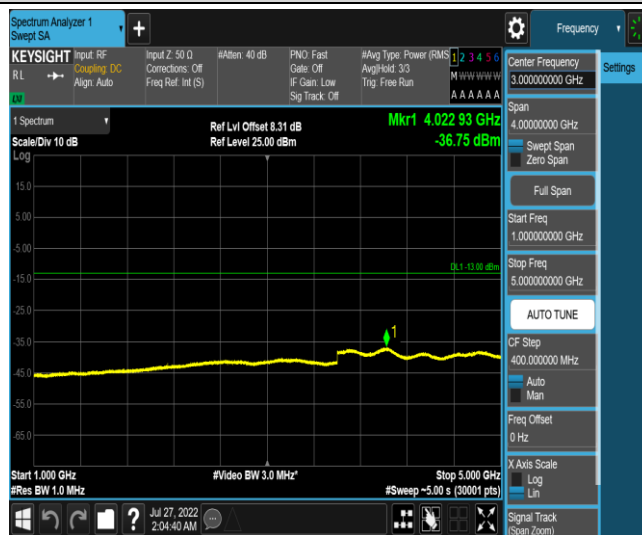 Spectrum Analyzer 1
Swept SA
+
Frequency
KEYSIGHT
Input: RF
Input Z: 50 Ω
#Atten: 40 dB
PNO: Fast
#Avg Type: Power (RMS
1 2 3 4 5 6
RL
Coupling: DC
Corrections: Off
Gate: Off
Avg|Hold: 3/3
M W W W W W
Align: Auto
Freq Ref: Int (S)
IF Gain: Low
Trig: Free Run
Sig Track: Off
A A A A A A
LXI
1 Spectrum
Ref Lvl Offset 8.31 dB
Mkr1 4.022 93 GHz
Scale/Div 10 dB
Ref Level 25.00 dBm
-36.75 dBm
Log
15.0
5.00
-5.00
DL1 -13.00 dBm
-15.0
-25.0
1
-35.0
-45.0
-55.0
-65.0
Start 1.000 GHz
#Video BW 3.0 MHz*
Stop 5.000 GHz
#Res BW 1.0 MHz
#Sweep ~5.00 s (30001 pts)
?
Jul 27, 2022
2:04:40 AM
Settings
Center Frequency
3.000000000 GHz
Span
4.00000000 GHz
Swept Span
Zero Span
Full Span
Start Freq
1.000000000 GHz
Stop Freq
5.000000000 GHz
AUTO TUNE
CF Step
400.000000 MHz
Auto
Man
Freq Offset
0 Hz
X Axis Scale
Log
Lin
Signal Track
(Span Zoom)